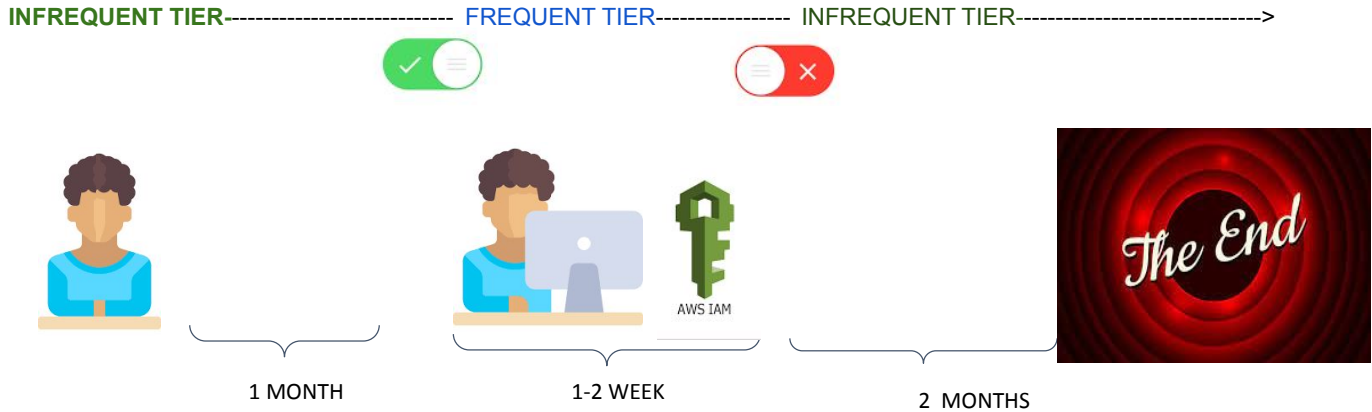 INFREQUENT TIER---------------------------- FREQUENT TIER----------------- INFREQUENT TIER------------------------------->
AWS IAM
The End
1 MONTH
1-2 WEEK
2 MONTHS